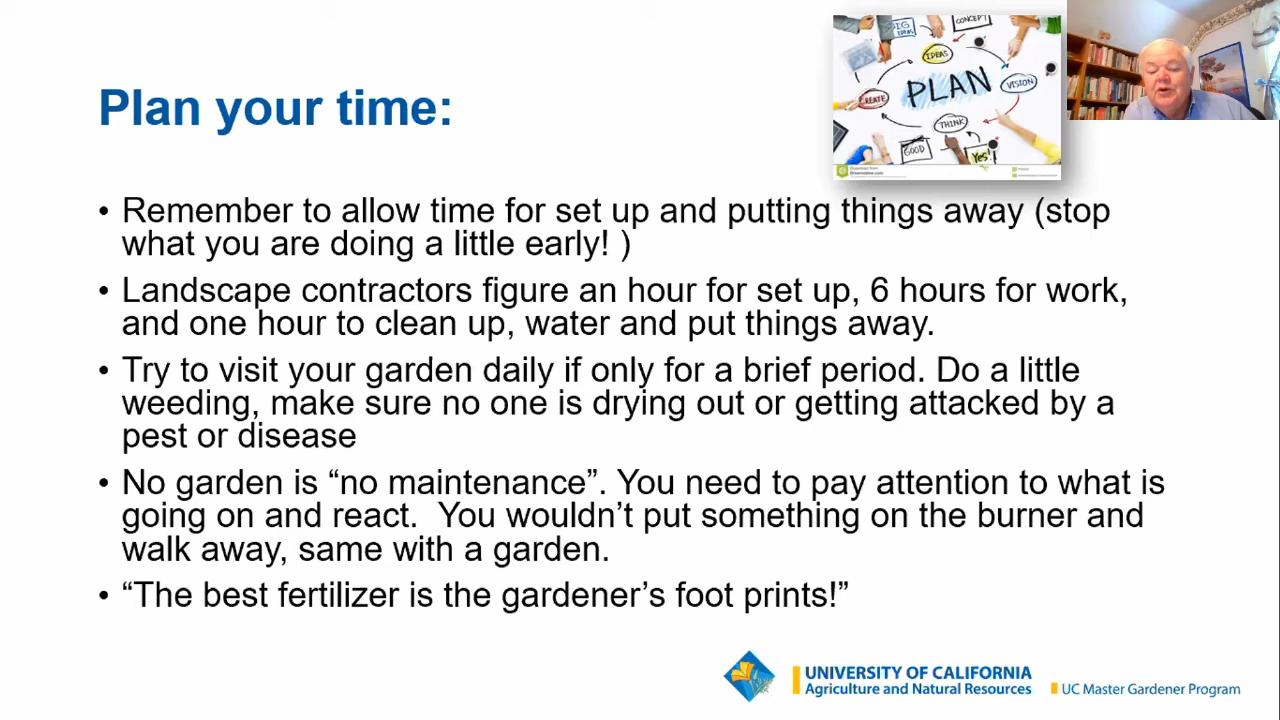 BIG
IDEAS
CONCEPT
IDEAS
PLAN
VISION
CREATE
THINK
GOOD
Yes!
Plan your time:
• Remember to allow time for set up and putting things away (stop
what you are doing a little early! )
• Landscape contractors figure an hour for set up, 6 hours for work,
and one hour to clean up, water and put things away.
• Try to visit your garden daily if only for a brief period. Do a little
weeding, make sure no one is drying out or getting attacked by a
pest or disease
• No garden is “no maintenance”. You need to pay attention to what is
going on and react.  You wouldn’t put something on the burner and
walk away, same with a garden.
• “The best fertilizer is the gardener’s foot prints!”
UNIVERSITY OF CALIFORNIA
Agriculture and Natural Resources
UC Master Gardener Program